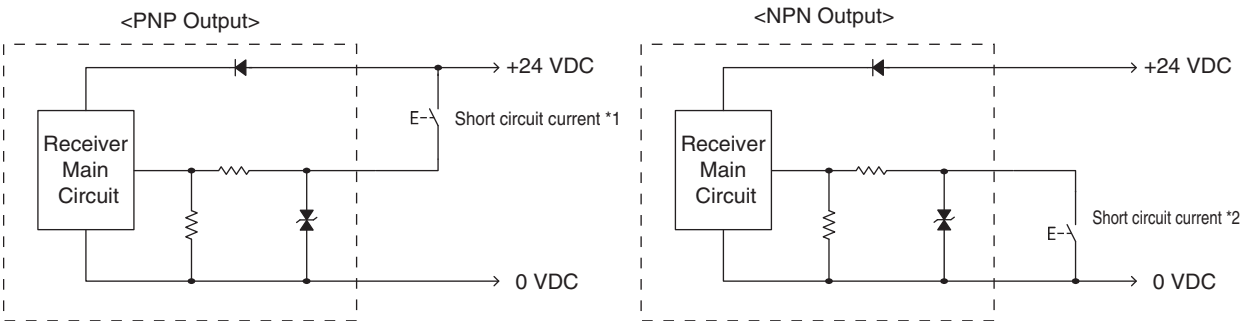 <PNP Output>
+24 VDC
E
Short circuit current *1
Receiver
Main
Circuit
0 VDC
<NPN Output>
+24 VDC
Receiver
Main
Circuit
E
Short circuit current *2
0 VDC